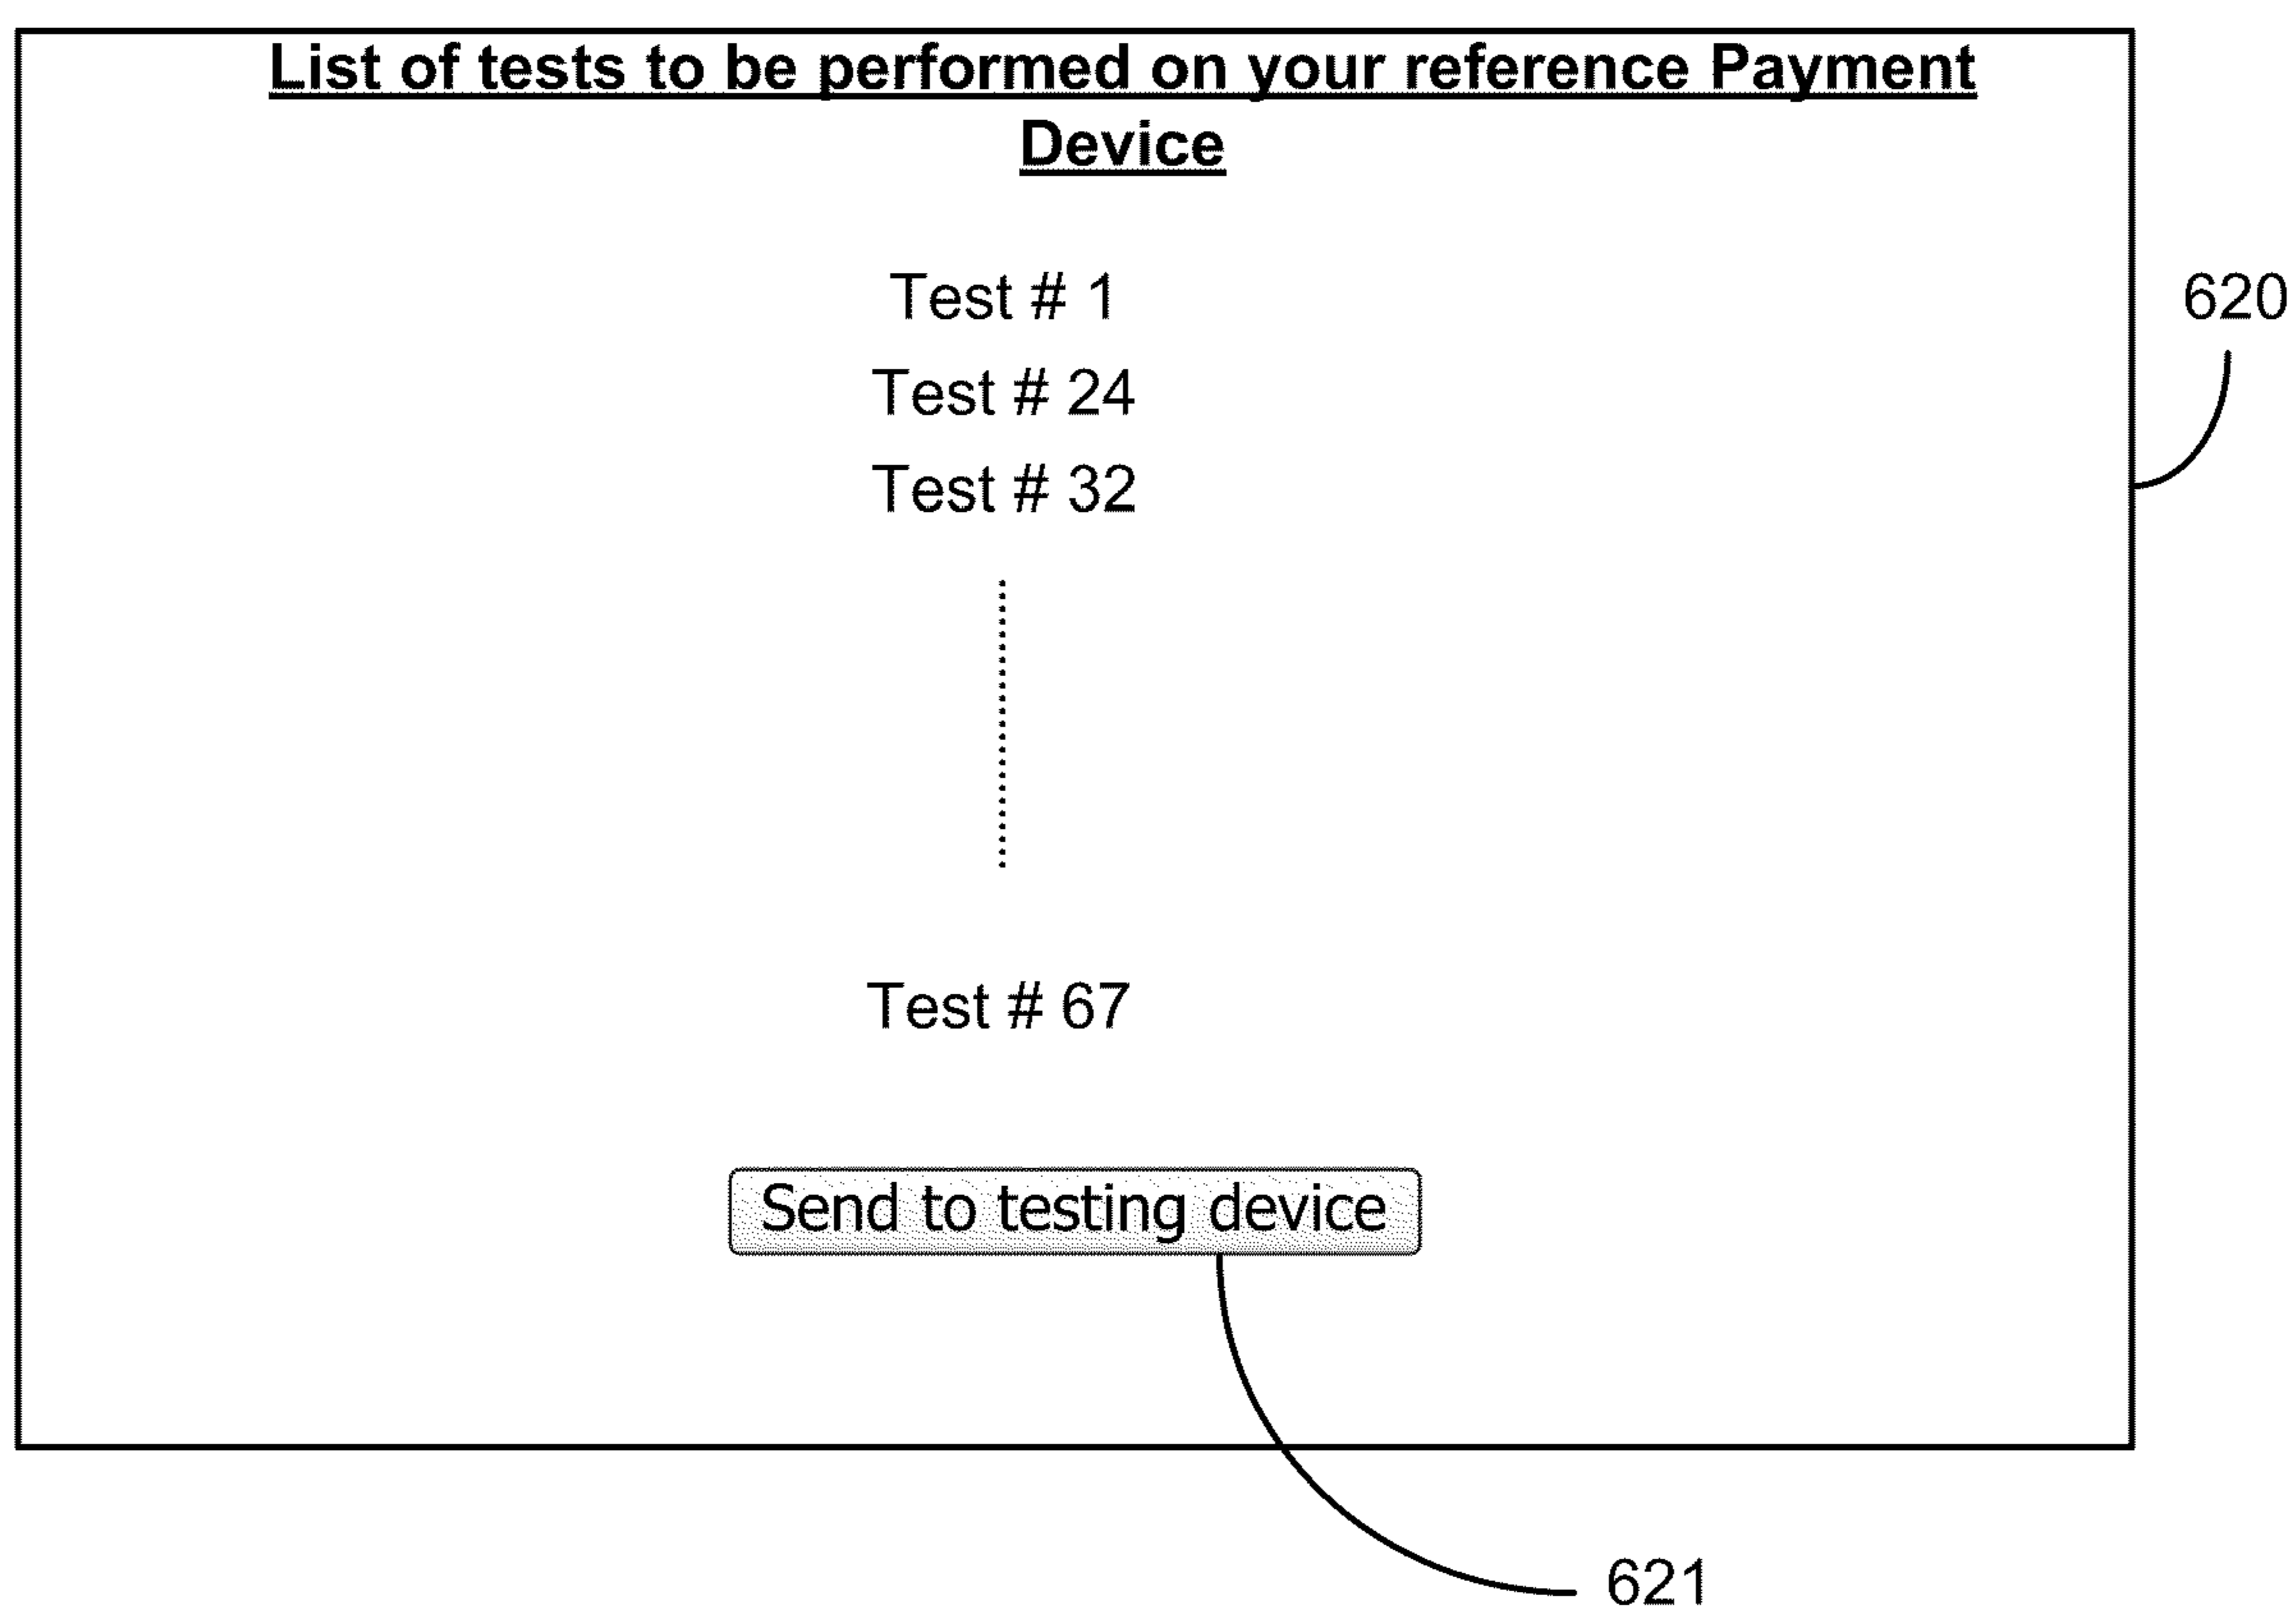 List of tests to be performed on your reference Payment
Device
Test # 1
620
Test # 24
Test # 32
Test # 67
Send to testing device
621